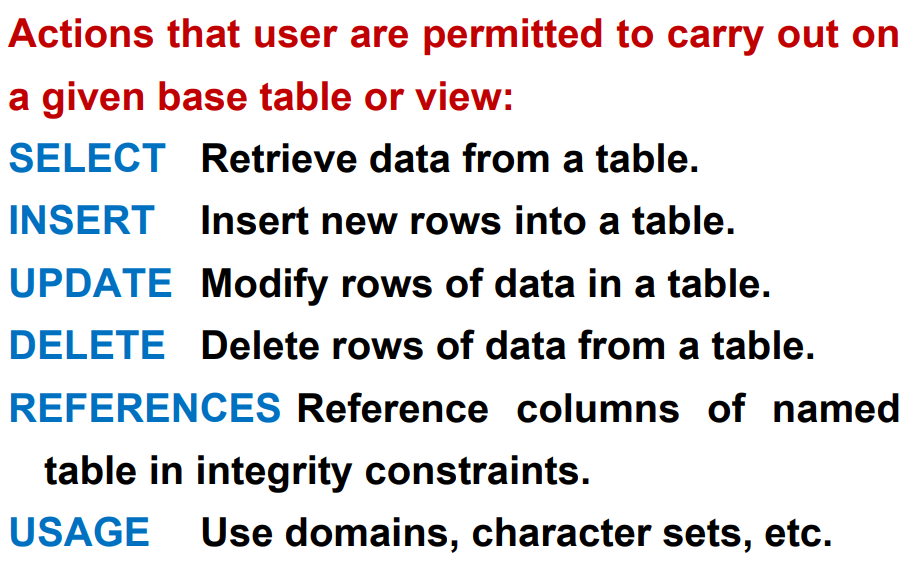 Actions that user are permitted to carry out on
a given base table or view:
SELECT Retrieve data from a table.
INSERT Insert new rows into a table.
UPDATE Modify rows of data in a table.
DELETE Delete rows of data from a table.
REFERENCES Reference columns of named
table in integrity constraints.
USAGE Use domains, character sets, etc.